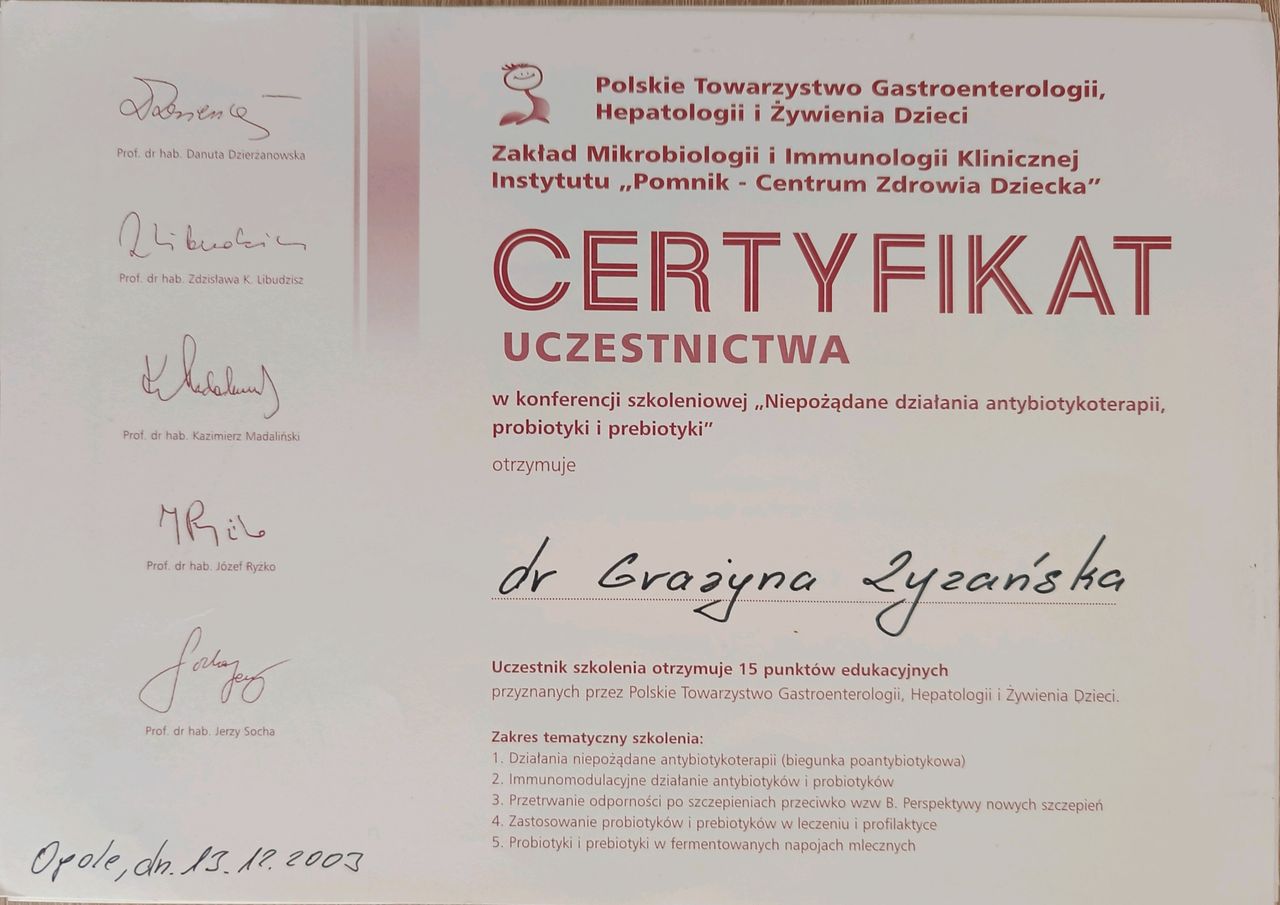 Prof. dr hab. Danuta Dzierżanowska
Prof. dr hab. Zdzisława K. Libudzisz
Prof. dr hab. Kazimierz Madaliński
Prof. dr hab. Józef Ryżko
Prof. dr hab. Jerzy Socha
Opole, dn. 13.12.2003
Polskie Towarzystwo Gastroenterologii,
Hepatologii i Żywienia Dzieci
Zakład Mikrobiologii i Immunologii Klinicznej
Instytutu „Pomnik - Centrum Zdrowia Dziecka”
CERTYFIKAT
UCZESTNICTWA
w konferencji szkoleniowej „Niepożądane działania antybiotykoterapii,
probiotyki i prebiotyki”
otrzymuje
dr Grażyna
Uczestnik szkolenia otrzymuje 15 punktów edukacyjnych
przyznanych przez Polskie Towarzystwo Gastroenterologii, Hepatologii i Żywienia Dzieci.
Zakres tematyczny szkolenia:
1. Działania niepożądane antybiotykoterapii (biegunka poantybiotykowa)
2. Immunomodulacyjne działanie antybiotyków i probiotyków
3. Przetrwanie odporności po szczepieniach przeciwko wzw B. Perspektywy nowych szczepień
4. Zastosowanie probiotyków i prebiotyków w leczeniu i profilaktyce
5. Probiotyki i prebiotyki w fermentowanych napojach mlecznych